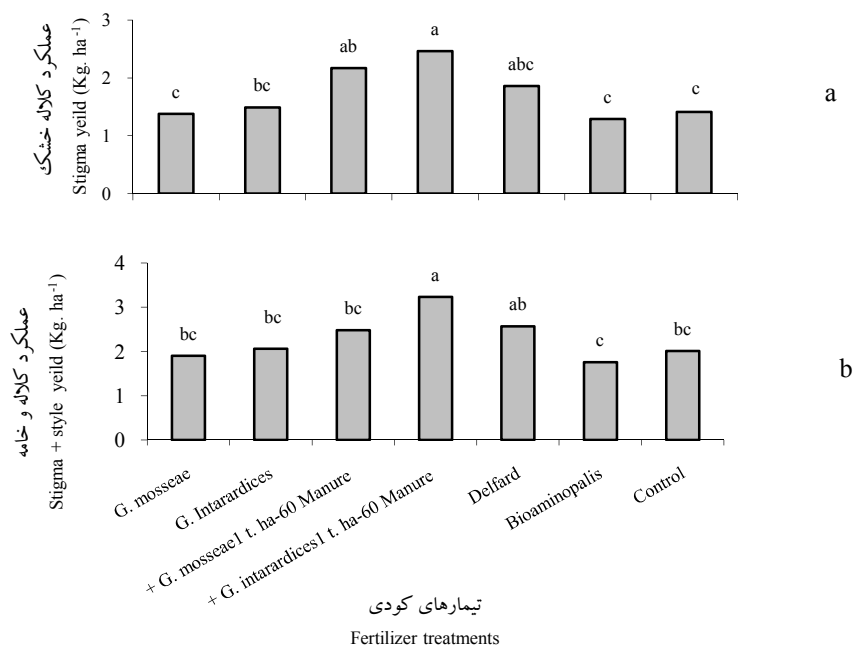 عملکرد کلاله خشک
Stigma yeild (Kg. ha-1)
3
2
1
0
c
bc
ab
a
abc
c
c
a
عملکرد کلاله و خامه
Stigma + style yeild (Kg. ha-1)
4
3
2
1
0
bc
bc
bc
a
ab
c
bc
b
G. mosseae
G. Intarardices
+ G. mosseae1 t. ha-60 Manure
+ G. intarardices1 t. ha-60 Manure
Delfard
Bioaminopalis
Control
تیمارهای کودی
Fertilizer treatments